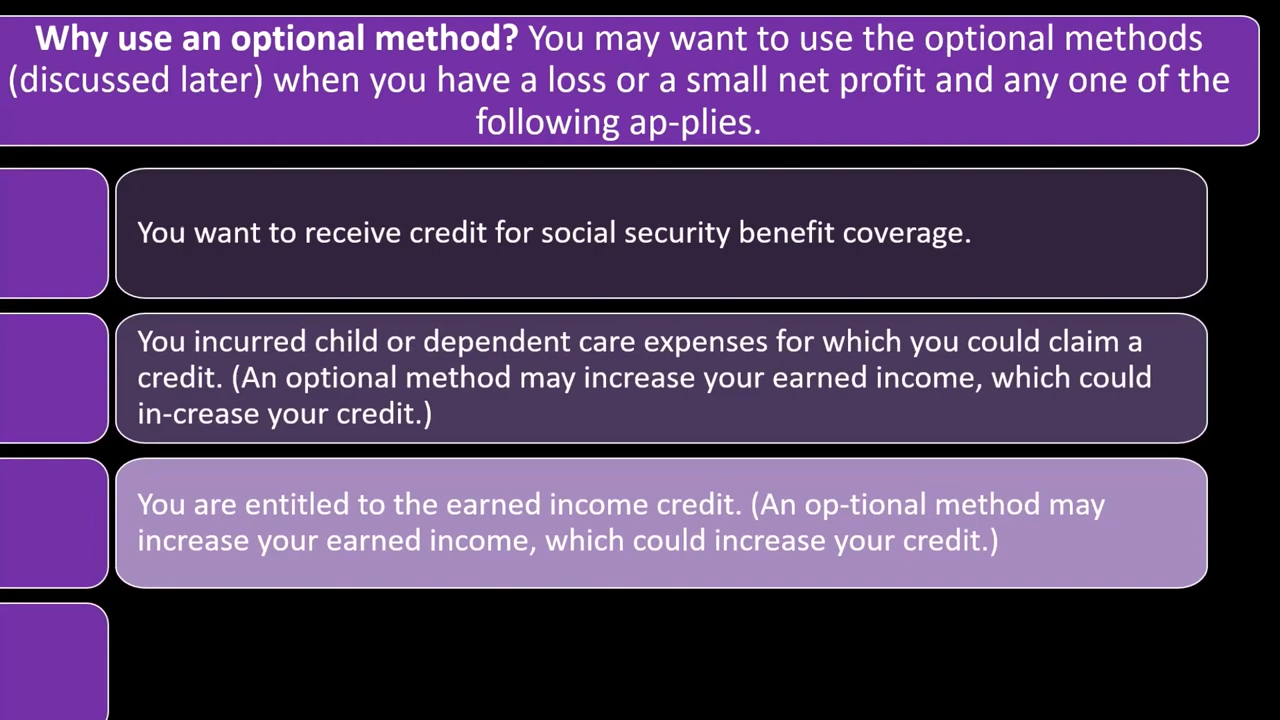 Why use an optional method? You may want to use the optional methods
(discussed later) when you have a loss or a small net profit and any one of the
following ap-plies.
You want to receive credit for social security benefit coverage.
You incurred child or dependent care expenses for which you could claim a
credit. (An optional method may increase your earned income, which could
in-crease your credit.)
You are entitled to the earned income credit. (An op-tional method may
increase your earned income, which could increase your credit.)